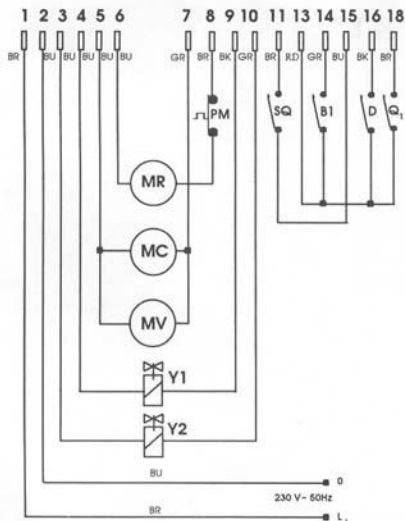 1 2 3 4 5 6 7 8 9 10 11 13 14 15 16 18
BR BU BU BU BU BU GR BR BK GR BR RD GR BU BK BR
PM SQ B1 D Q1
MR
MC
MV
Y1
Y2
BU
0
230 V~ 50Hz
BR
L.